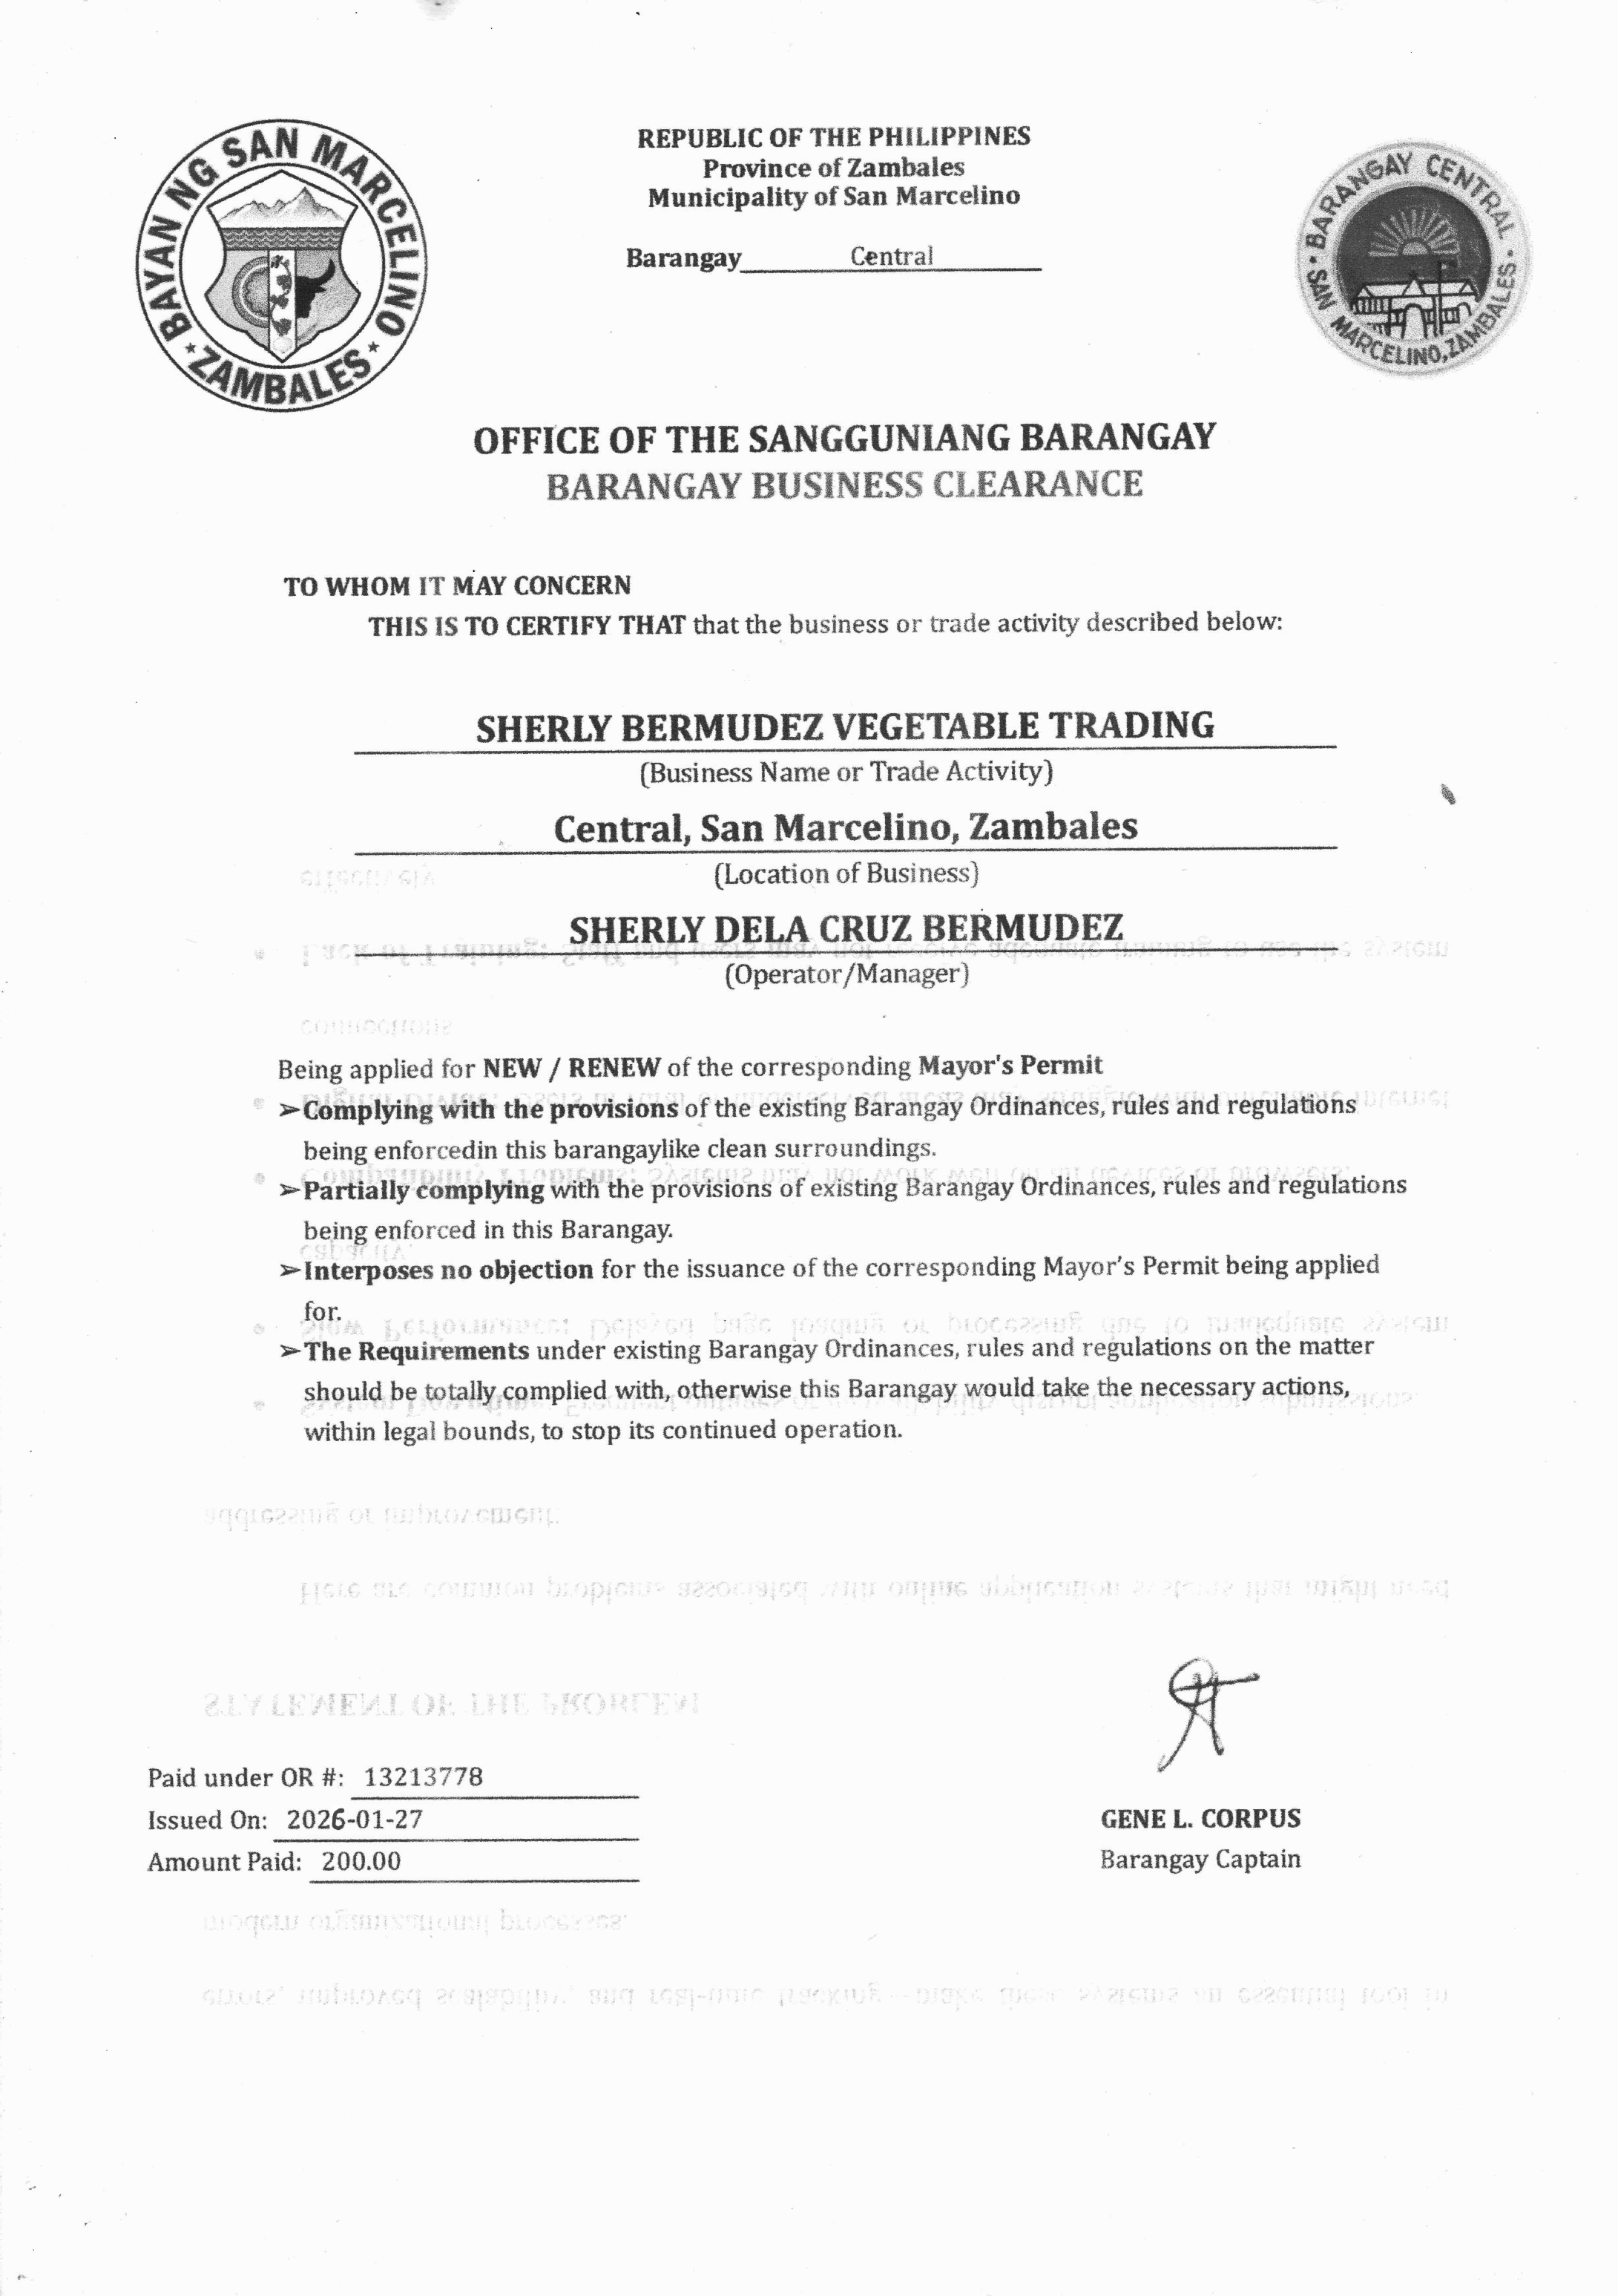 BAYAN NG SAN MARCELINO
ZAMBALES
REPUBLIC OF THE PHILIPPINES
Province of Zambales
Municipality of San Marcelino
Barangay Central
BARANGAY CENTRAL
SAN MARCELINO, ZAMBALES
OFFICE OF THE SANGGUNIANG BARANGAY
BARANGAY BUSINESS CLEARANCE
TO WHOM IT MAY CONCERN
THIS IS TO CERTIFY THAT that the business or trade activity described below:
SHERLY BERMUDEZ VEGETABLE TRADING
(Business Name or Trade Activity)
Central, San Marcelino, Zambales
(Location of Business)
SHERLY DELA CRUZ BERMUDEZ
(Operator/Manager)
Being applied for NEW / RENEW of the corresponding Mayor's Permit
➢Complying with the provisions of the existing Barangay Ordinances, rules and regulations
being enforcedin this barangaylike clean surroundings.
➢Partially complying with the provisions of existing Barangay Ordinances, rules and regulations
being enforced in this Barangay.
➢Interposes no objection for the issuance of the corresponding Mayor's Permit being applied
for.
➢The Requirements under existing Barangay Ordinances, rules and regulations on the matter
should be totally complied with, otherwise this Barangay would take the necessary actions,
within legal bounds, to stop its continued operation.
Paid under OR #: 13213778
Issued On: 2026-01-27
Amount Paid: 200.00
GENE L. CORPUS
Barangay Captain